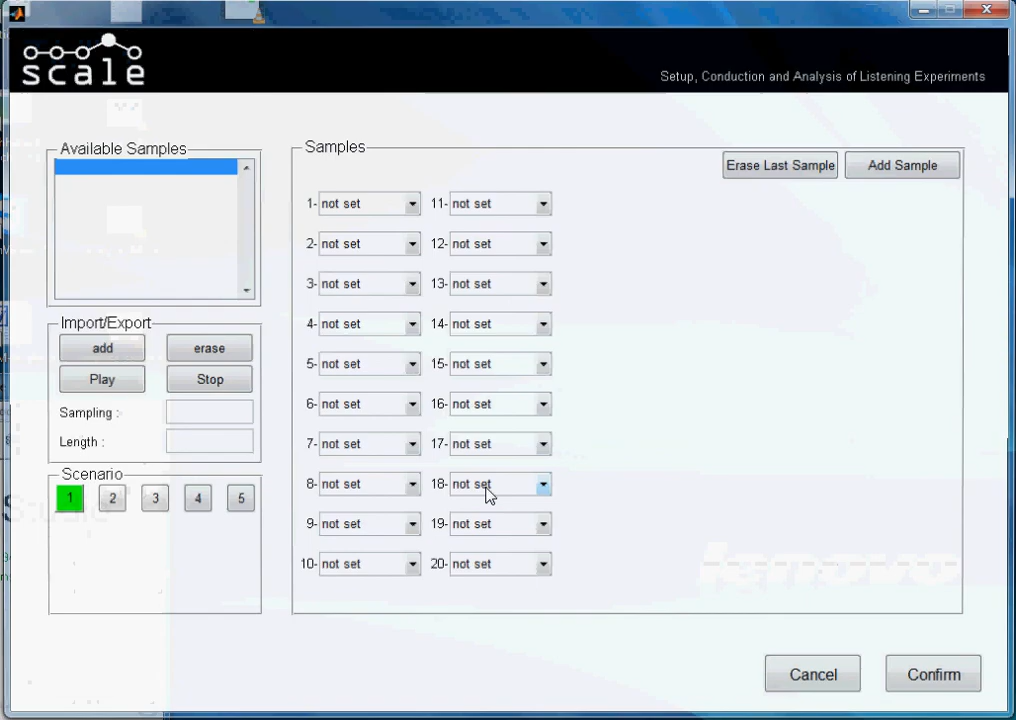 scale
Setup, Conduction and Analysis of Listening Experiments
Available Samples
Samples
Erase Last Sample
Add Sample
1- not set
11- not set
2- not set
12- not set
3- not set
13- not set
4- not set
14- not set
5- not set
15- not set
6- not set
16- not set
7- not set
17- not set
8- not set
18- not set
9- not set
19- not set
10- not set
20- not set
Import/Export
add
erase
Play
Stop
Sampling :
Length :
Scenario
1 2 3 4 5
lenovo
Cancel
Confirm